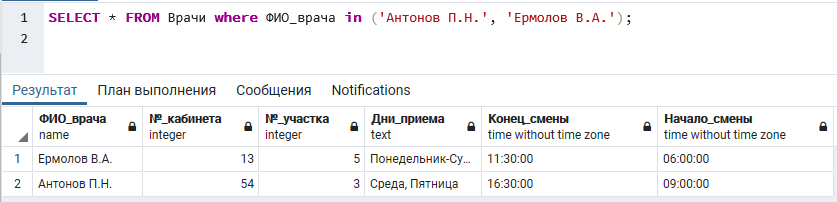 1 SELECT * FROM Врачи where ФИО_врача in ('Антонов П.Н.', 'Ермолов В.А.');
2
Результат План выполнения Сообщения Notifications
ФИО_врача №_кабинета №_участка Дни_приема Конец_смены Начало_смены
name integer integer text time without time zone time without time zone
1 Ермолов В.А. 13 5 Понедельник-Су... 11:30:00 06:00:00
2 Антонов П.Н. 54 3 Среда, Пятница 16:30:00 09:00:00